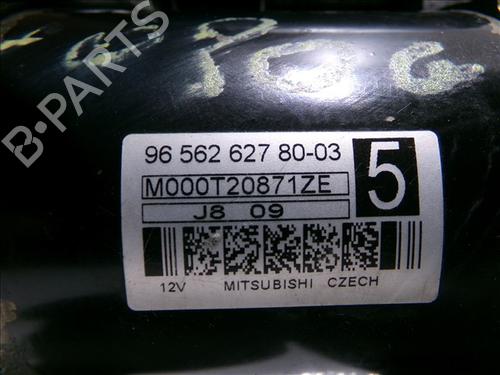 B-PARTS
96 562 627 80-03
5
M000T20871ZE
J8 09
12V MITSUBISHI CZECH